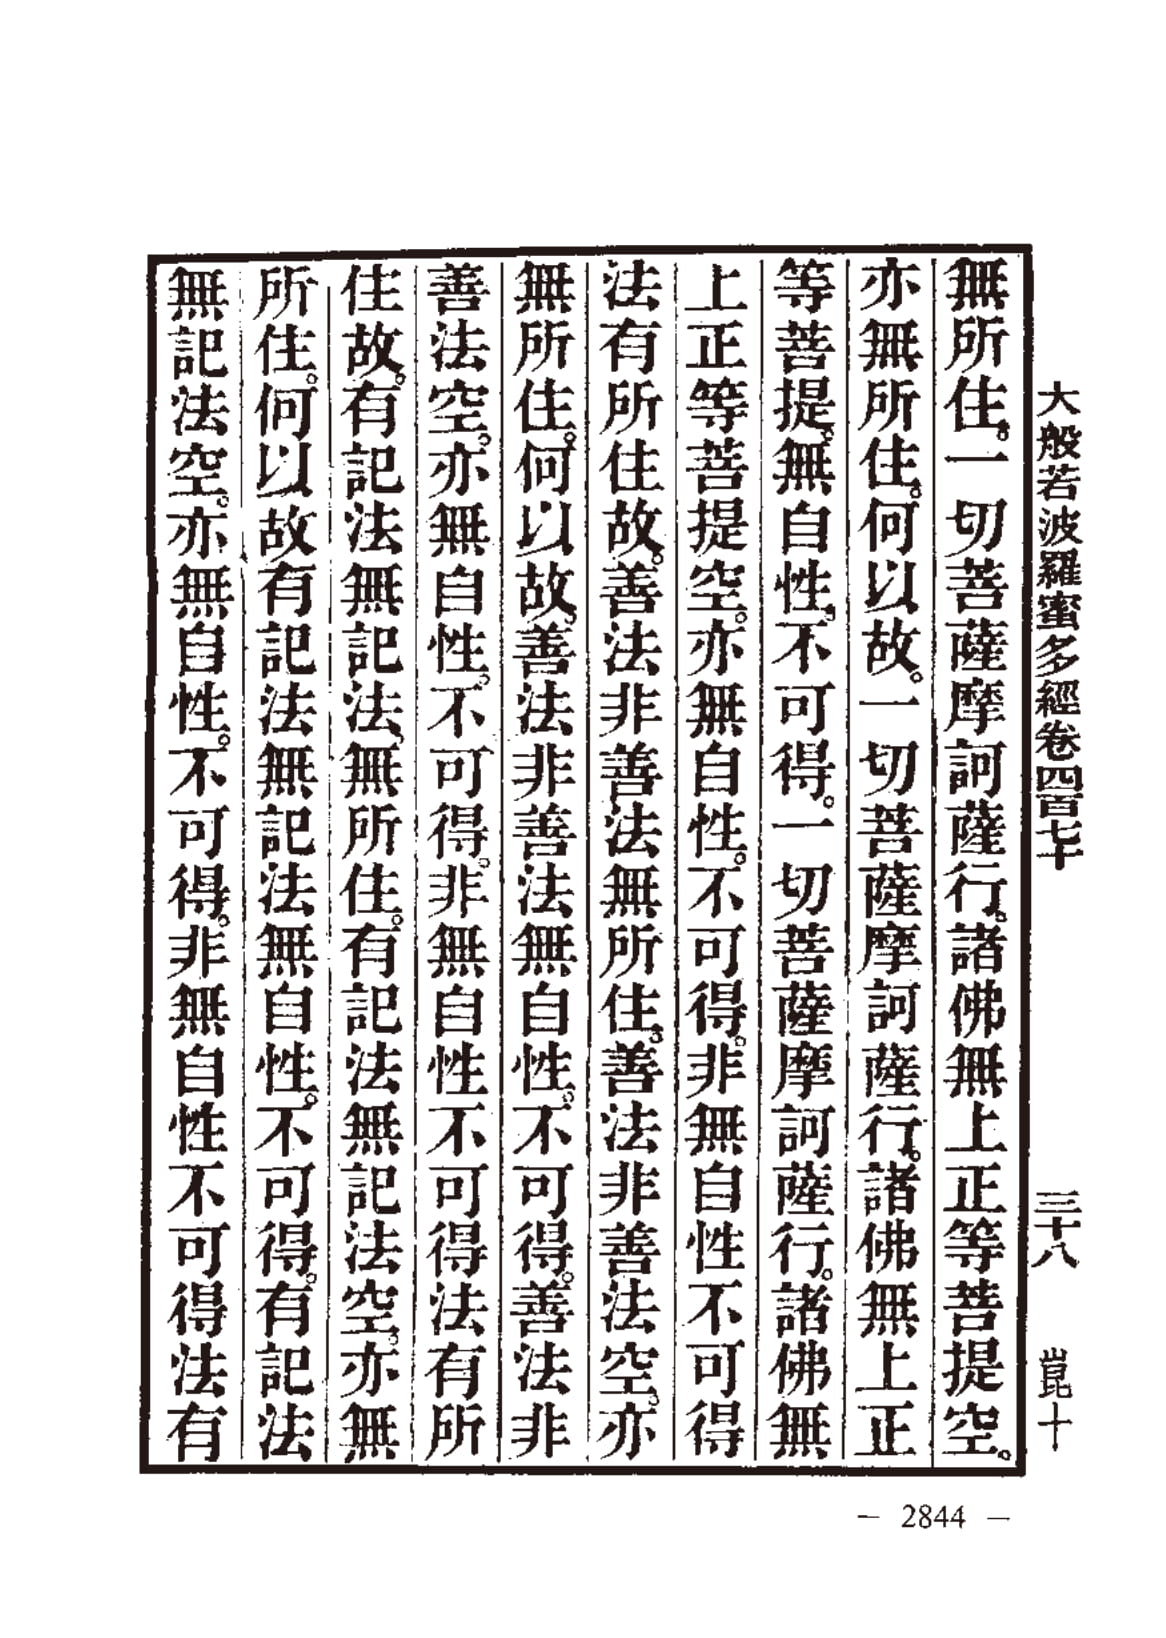 大般若波羅蜜多經卷四百七十 三十八 崑十
無所住。一切菩薩摩訶薩行。諸佛無上正等菩提空。
亦無所住。何以故。一切菩薩摩訶薩行。諸佛無上正
等菩提。無自性。不可得。一切菩薩摩訶薩行。諸佛無
上正等菩提空。亦無自性。不可得。非無自性不可得
法有所住故。善法非善法無所住。善法非善法空。亦
無所住。何以故。善法非善法無自性。不可得。善法非
善法空。亦無自性。不可得。非無自性不可得法有所
住故。有記法無記法無所住。有記法無記法空。亦無
所住。何以故有記法無記法無自性。不可得。有記法
無記法空。亦無自性。不可得。非無自性不可得法有
— 2844 —